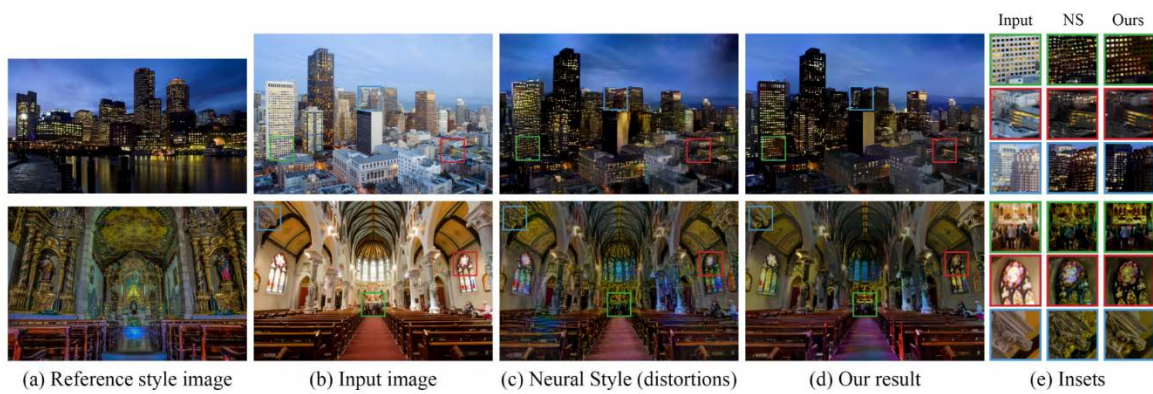 Input NS Ours
(a) Reference style image (b) Input image (c) Neural Style (distortions) (d) Our result (e) Insets